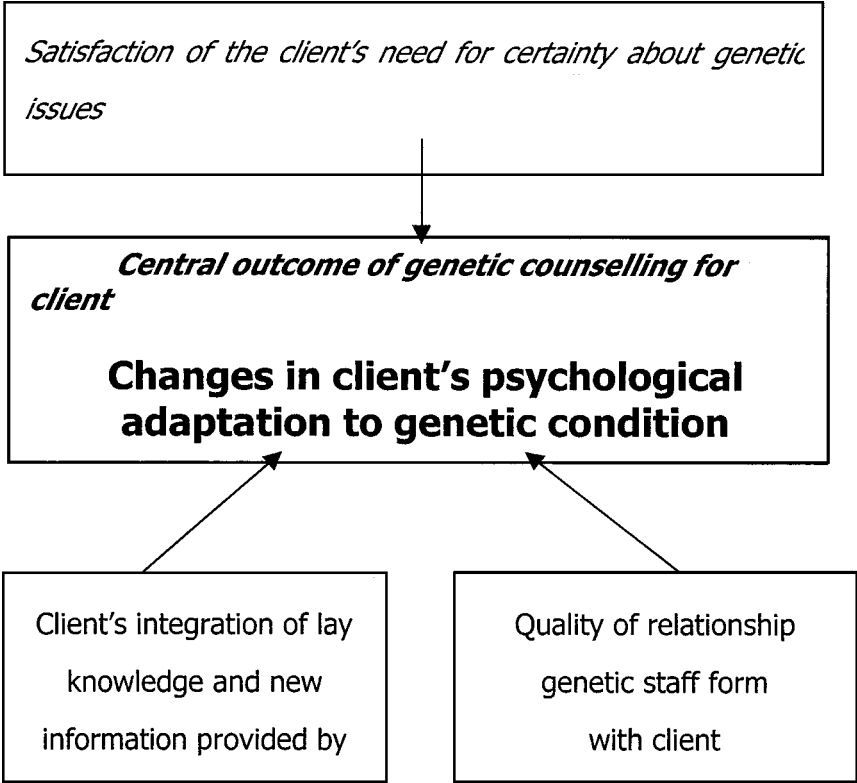 Satisfaction of the client's need for certainty about genetic
issues
Central outcome of genetic counselling for
client
Changes in client's psychological
adaptation to genetic condition
Client's integration of lay
knowledge and new
information provided by
Quality of relationship
genetic staff form
with client